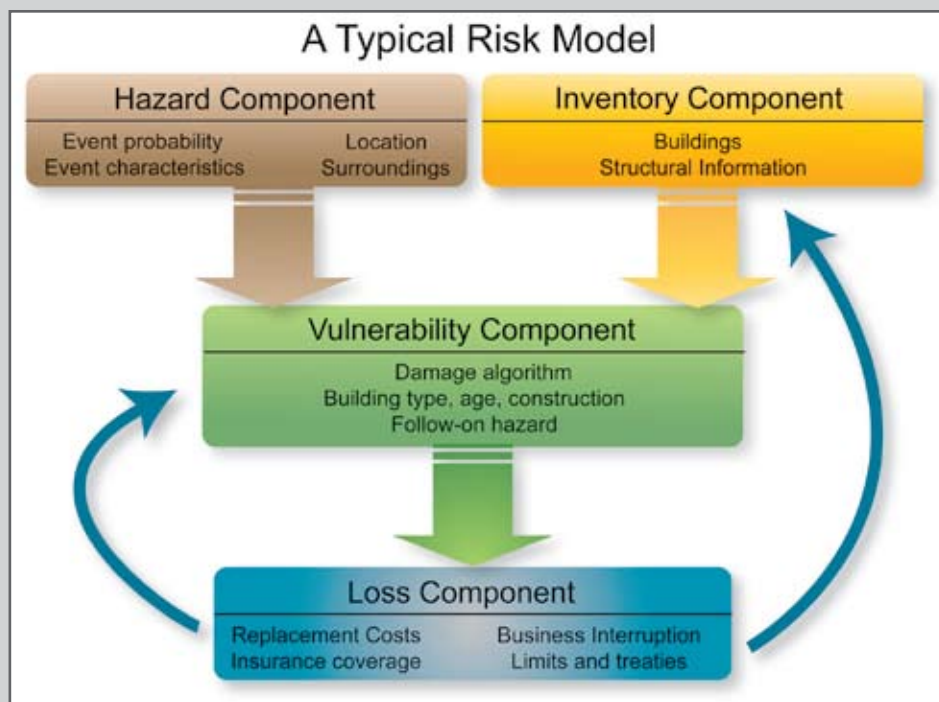 A Typical Risk Model
Hazard Component
Event probability
Event characteristics
Location
Surroundings
Inventory Component
Buildings
Structural Information
Vulnerability Component
Damage algorithm
Building type, age, construction
Follow-on hazard
Loss Component
Replacement Costs
Insurance coverage
Business Interruption
Limits and treaties